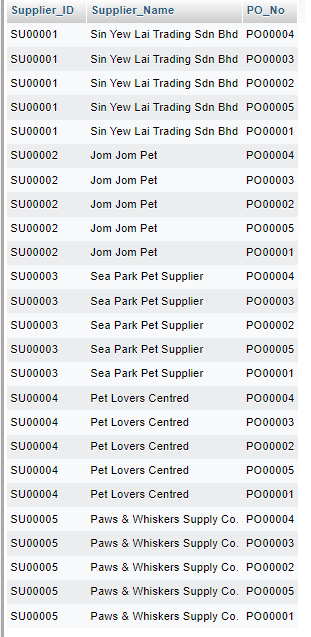 Supplier_ID Supplier_Name PO_No
SU00001 Sin Yew Lai Trading Sdn Bhd PO00004
SU00001 Sin Yew Lai Trading Sdn Bhd PO00003
SU00001 Sin Yew Lai Trading Sdn Bhd PO00002
SU00001 Sin Yew Lai Trading Sdn Bhd PO00005
SU00001 Sin Yew Lai Trading Sdn Bhd PO00001
SU00002 Jom Jom Pet PO00004
SU00002 Jom Jom Pet PO00003
SU00002 Jom Jom Pet PO00002
SU00002 Jom Jom Pet PO00005
SU00002 Jom Jom Pet PO00001
SU00003 Sea Park Pet Supplier PO00004
SU00003 Sea Park Pet Supplier PO00003
SU00003 Sea Park Pet Supplier PO00002
SU00003 Sea Park Pet Supplier PO00005
SU00003 Sea Park Pet Supplier PO00001
SU00004 Pet Lovers Centred PO00004
SU00004 Pet Lovers Centred PO00003
SU00004 Pet Lovers Centred PO00002
SU00004 Pet Lovers Centred PO00005
SU00004 Pet Lovers Centred PO00001
SU00005 Paws & Whiskers Supply Co. PO00004
SU00005 Paws & Whiskers Supply Co. PO00003
SU00005 Paws & Whiskers Supply Co. PO00002
SU00005 Paws & Whiskers Supply Co. PO00005
SU00005 Paws & Whiskers Supply Co. PO00001